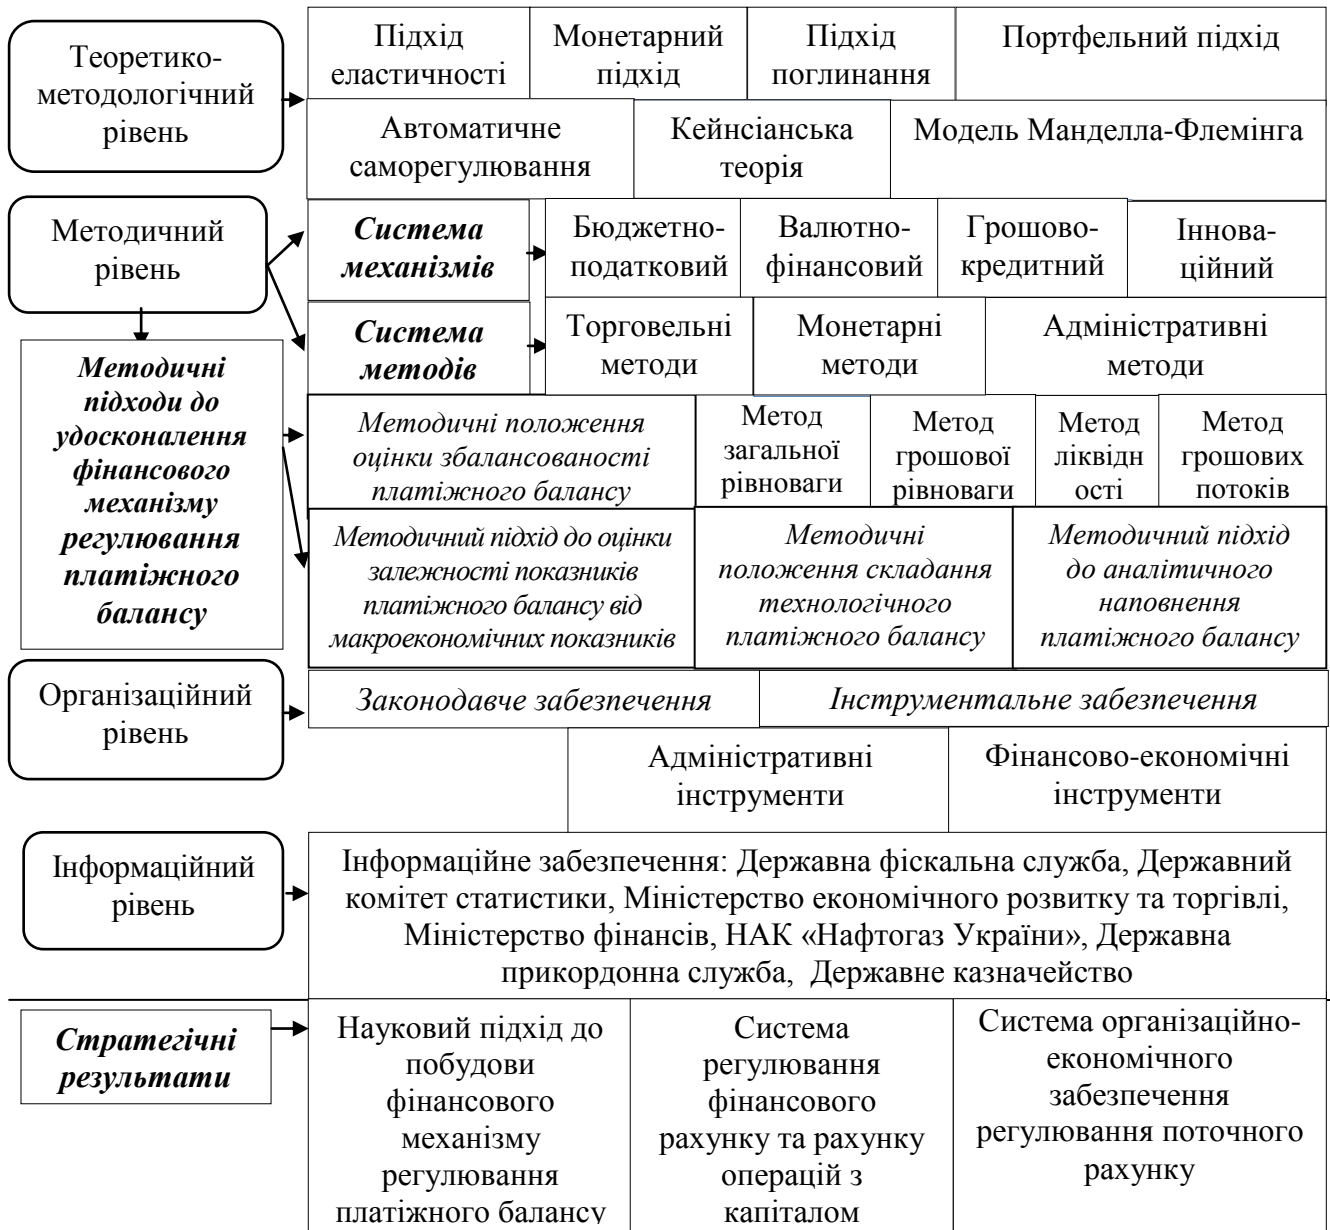 Теоретико-
методологічний
рівень
Підхід
еластичності
Монетарний
підхід
Підхід
поглинання
Портфельний підхід
Автоматичне
саморегулювання
Кейнсіанська
теорія
Модель Манделла-Флемінга
Методичний
рівень
Система
механізмів
Бюджетно-
податковий
Валютно-
фінансовий
Грошово-
кредитний
Іннова-
ційний
Система
методів
Торговельні
методи
Монетарні
методи
Адміністративні
методи
Методичні
підходи до
удосконалення
фінансового
механізму
регулювання
платіжного
балансу
Методичні положення
оцінки збалансованості
платіжного балансу
Метод
загальної
рівноваги
Метод
грошової
рівноваги
Метод
ліквідн
ості
Метод
грошових
потоків
Методичний підхід до оцінки
залежності показників
платіжного балансу від
макроекономічних показників
Методичні
положення складання
технологічного
платіжного балансу
Методичний підхід
до аналітичного
наповнення
платіжного балансу
Організаційний
рівень
Законодавче забезпечення
Інструментальне забезпечення
Адміністративні
інструменти
Фінансово-економічні
інструменти
Інформаційний
рівень
Інформаційне забезпечення: Державна фіскальна служба, Державний
комітет статистики, Міністерство економічного розвитку та торгівлі,
Міністерство фінансів, НАК «Нафтогаз України», Державна
прикордонна служба, Державне казначейство
Стратегічні
результати
Науковий підхід до
побудови
фінансового
механізму
регулювання
платіжного балансу
Система
регулювання
фінансового
рахунку та рахунку
операцій з
капіталом
Система організаційно-
економічного
забезпечення
регулювання поточного
рахунку